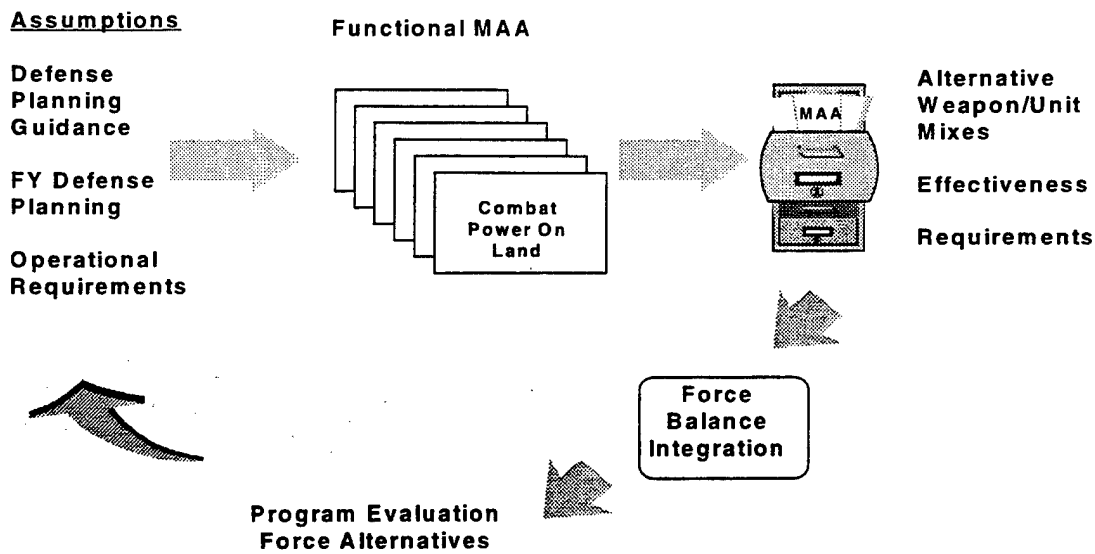 Assumptions
Defense
Planning
Guidance
FY Defense
Planning
Operational
Requirements
Functional MAA
Combat
Power On
Land
MAA
Alternative
Weapon/Unit
Mixes
Effectiveness
Requirements
Force
Balance
Integration
Program Evaluation
Force Alternatives